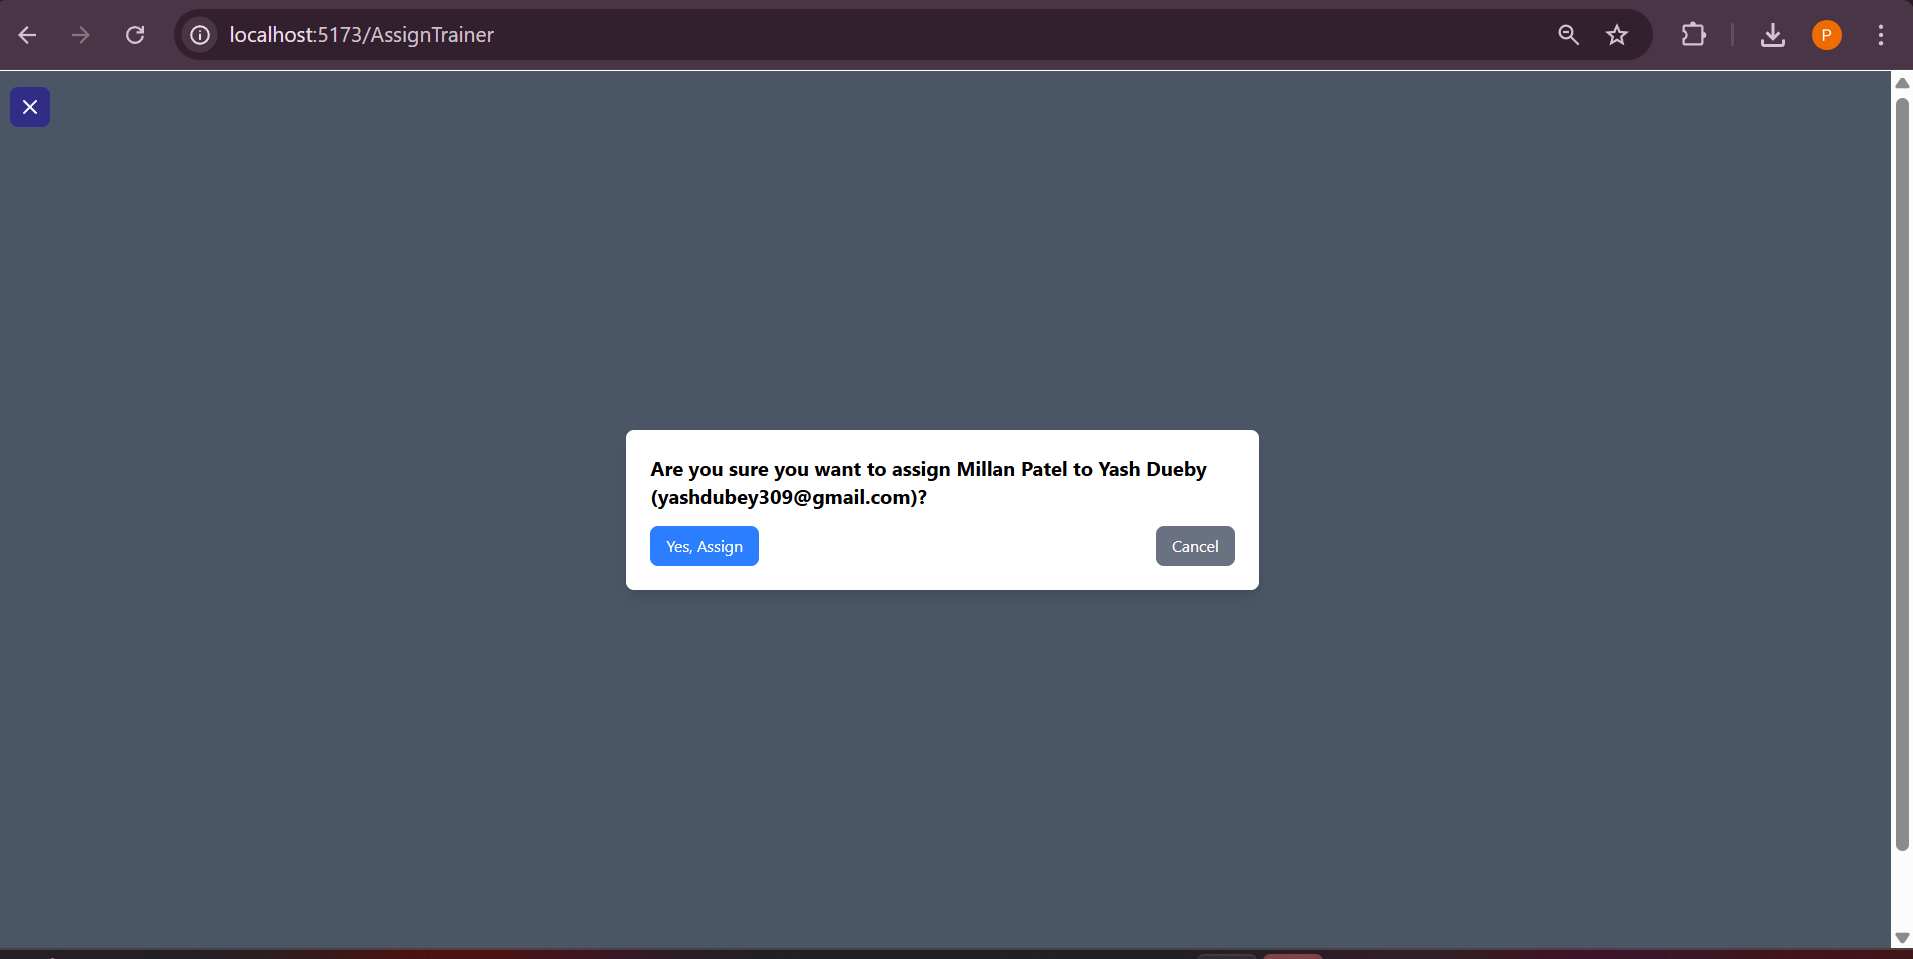 localhost:5173/AssignTrainer
P
Are you sure you want to assign Millan Patel to Yash Dueby
(yashdubey309@gmail.com)?
Yes, Assign
Cancel